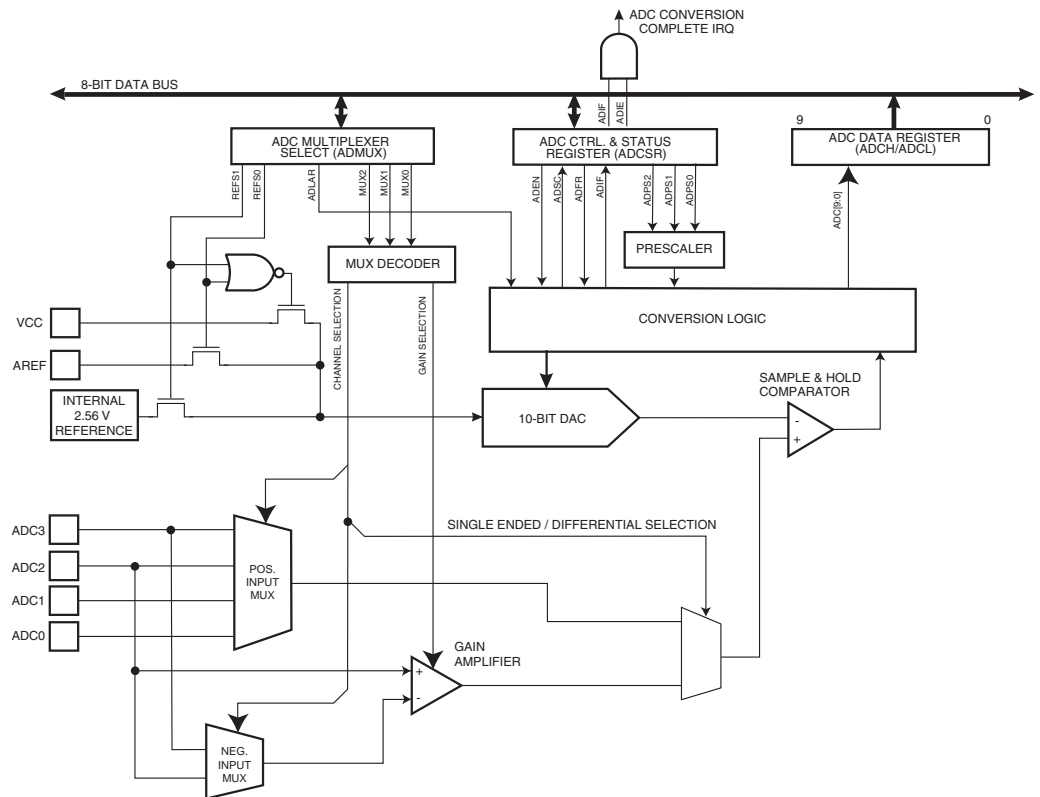 ADC CONVERSION
COMPLETE IRQ
8-BIT DATA BUS
ADIF
ADIE
9
0
ADC MULTIPLEXER
SELECT (ADMUX)
ADC CTRL. & STATUS
REGISTER (ADCSR)
ADC DATA REGISTER
(ADCH/ADCL)
REFS1
REFS0
ADLAR
MUX2
MUX1
MUX0
ADEN
ADSC
ADFR
ADIF
ADPS2
ADPS1
ADPS0
ADC[9:0]
MUX DECODER
PRESCALER
CHANNEL SELECTION
GAIN SELECTION
CONVERSION LOGIC
VCC
AREF
INTERNAL
2.56 V
REFERENCE
10-BIT DAC
SAMPLE & HOLD
COMPARATOR
-
+
SINGLE ENDED / DIFFERENTIAL SELECTION
ADC3
ADC2
ADC1
ADC0
POS.
INPUT
MUX
GAIN
AMPLIFIER
+
-
NEG.
INPUT
MUX